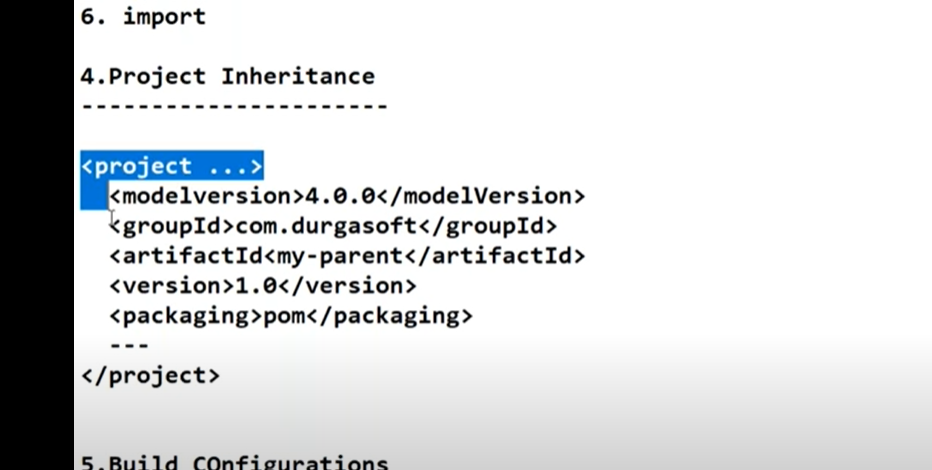 6. import
4.Project Inheritance
----------------------
<project ...>
<modelversion>4.0.0</modelVersion>
<groupId>com.durgasoft</groupId>
<artifactId<my-parent</artifactId>
<version>1.0</version>
<packaging>pom</packaging>
---
</project>
5.Build COnfigurations